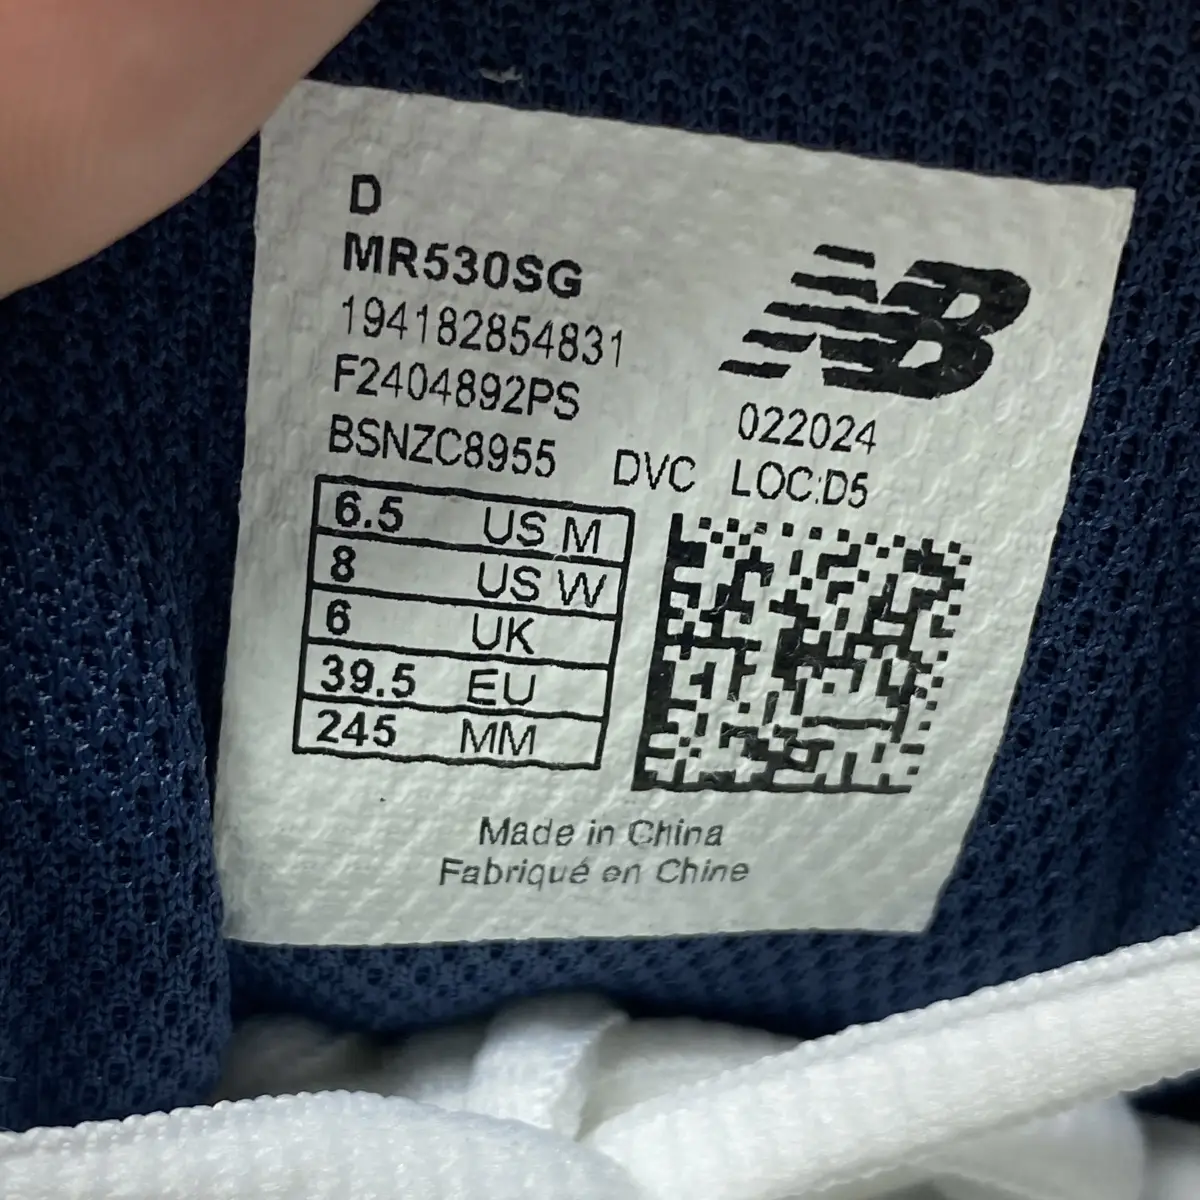 D
MR530SG
194182854831
F2404892PS
BSNZC8955
NB
022024
DVC LOC:D5
6.5 US M
8 US W
6 UK
39.5 EU
245 MM
Made in China
Fabriqué en Chine